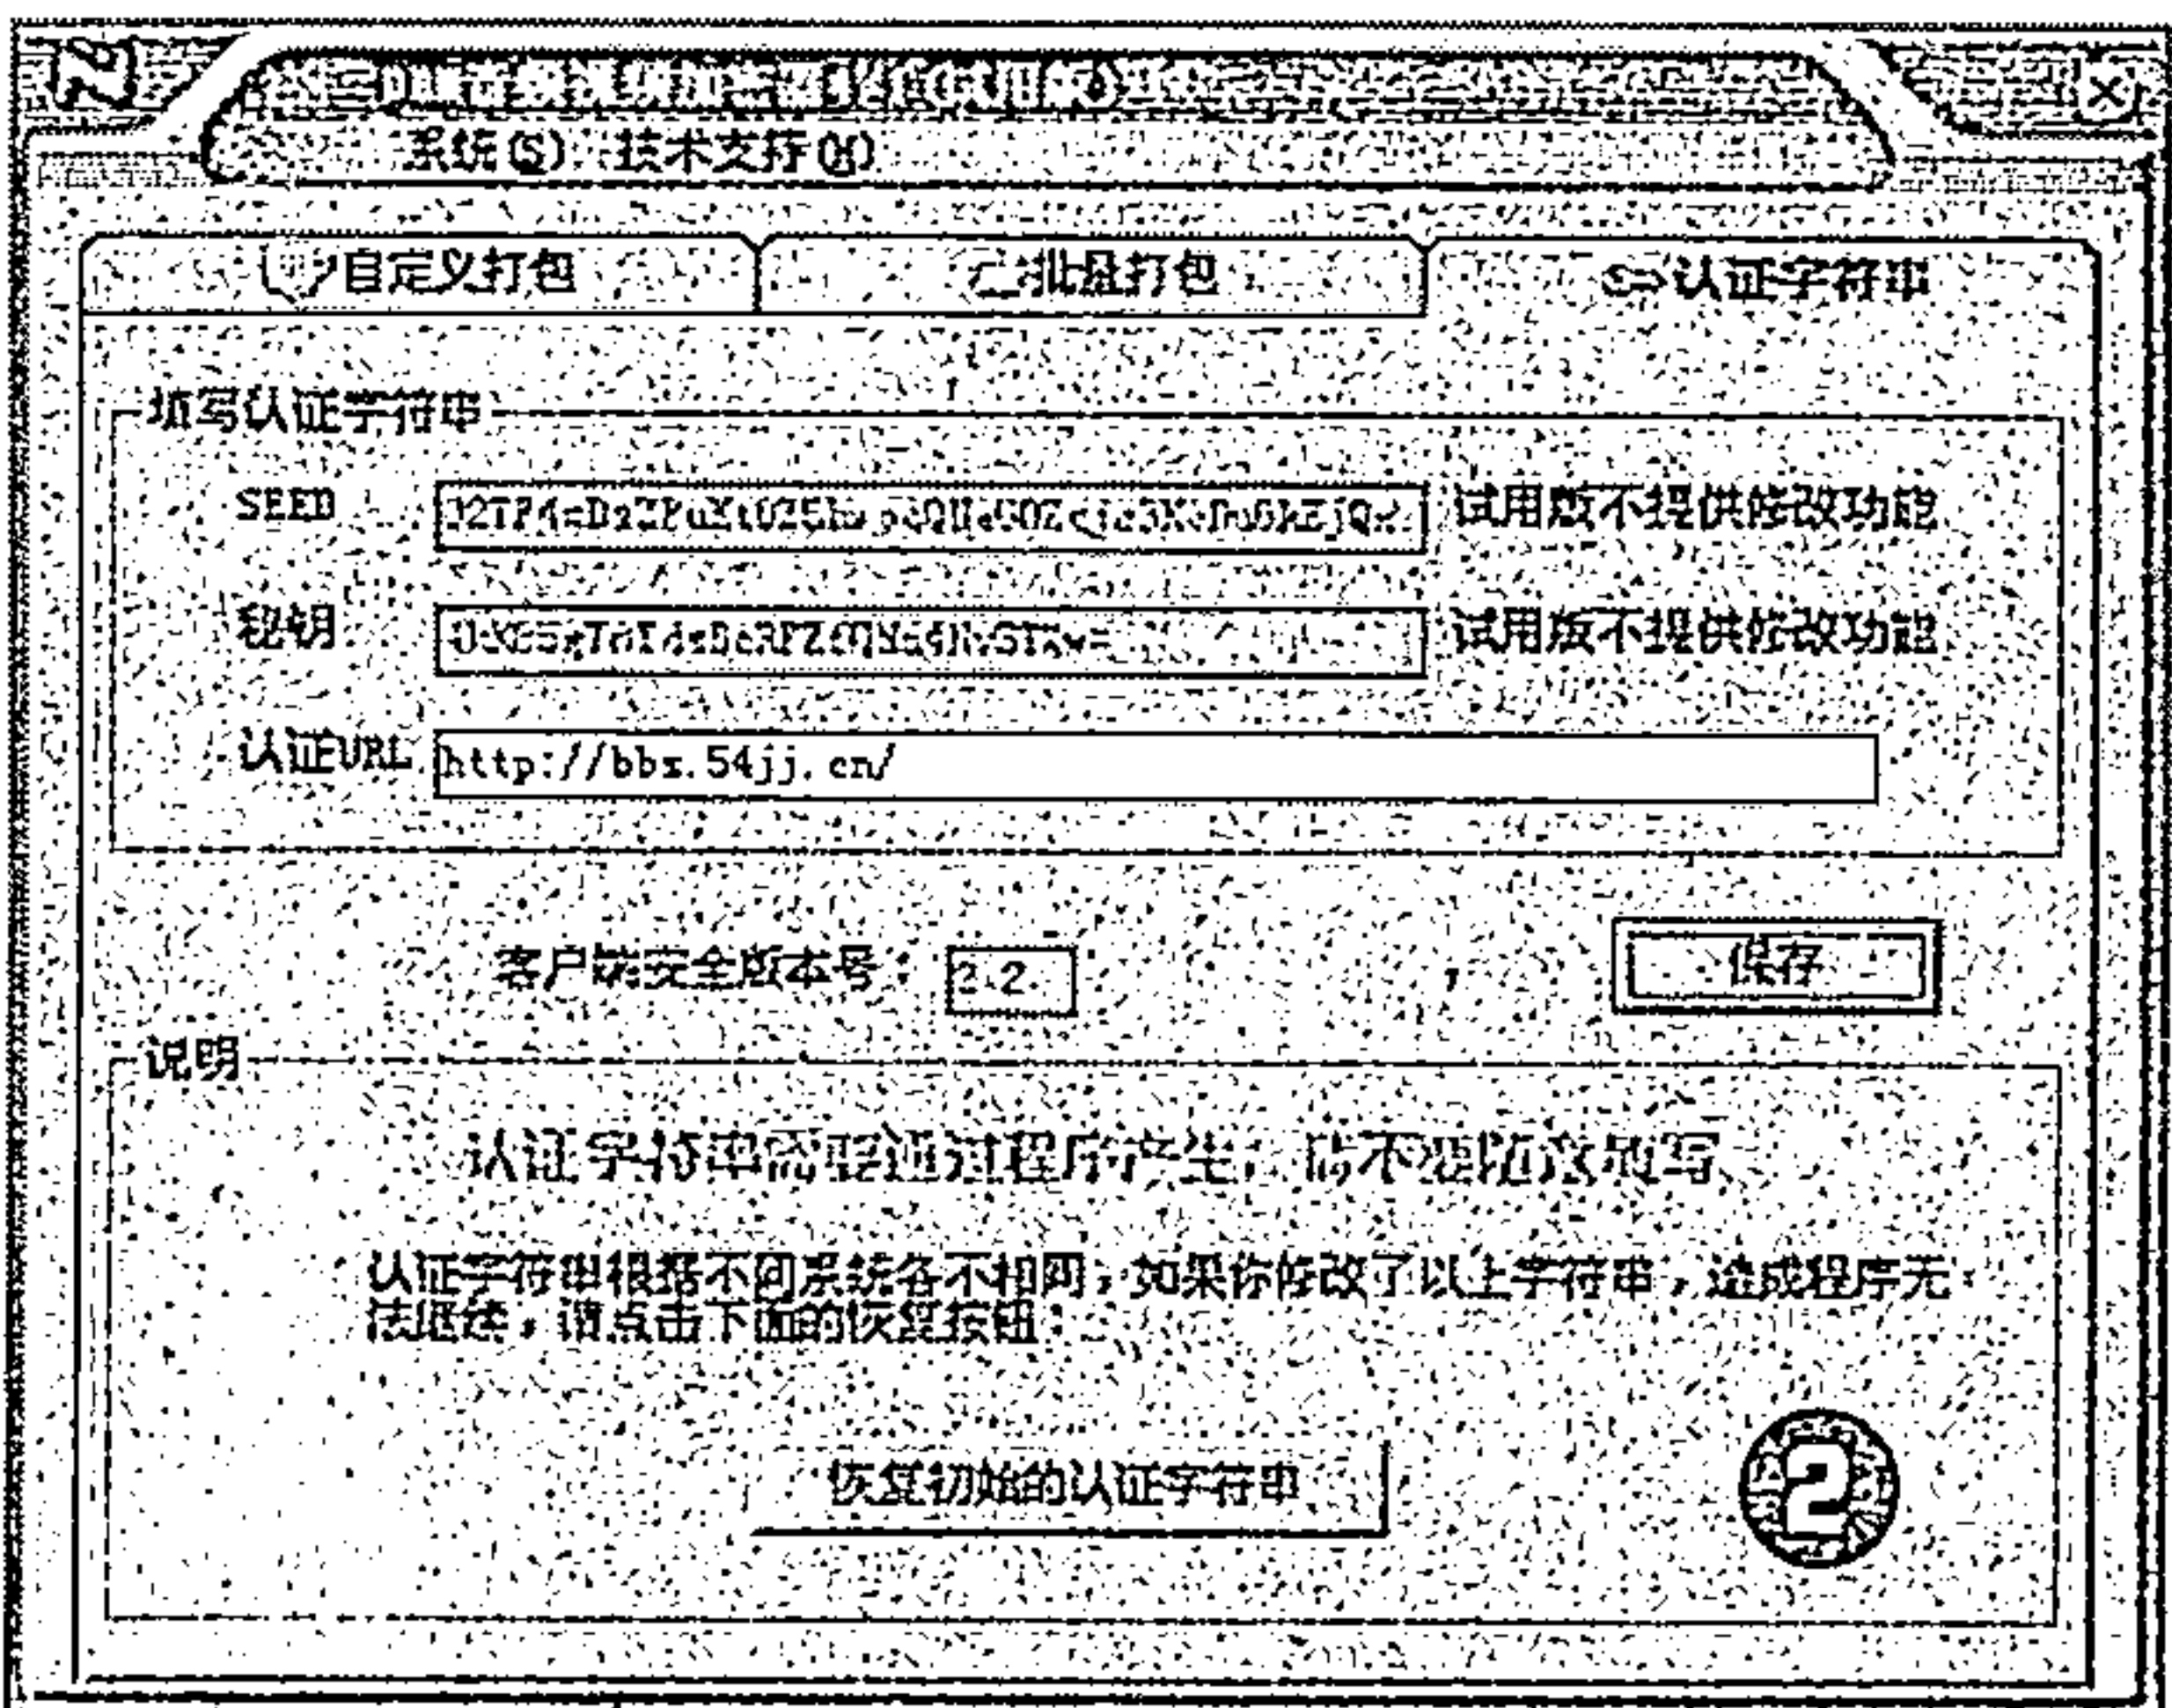 系统(S) 技术支持(H)
自定义打包 批量打包 认证字符串
填写认证字符串
SEED 试用版不提供修改功能
秘钥 试用版不提供修改功能
认证URL http://bbs.54jj.cn/
客户端安全版本号: 2.2 保存
说明
认证字符串需要通过程序产生, 请不要随意填写
认证字符串根据不同系统各不相同,如果你修改了以上字符串,造成程序无
法继续,请点击下面的恢复按钮:
恢复初始的认证字符串
2